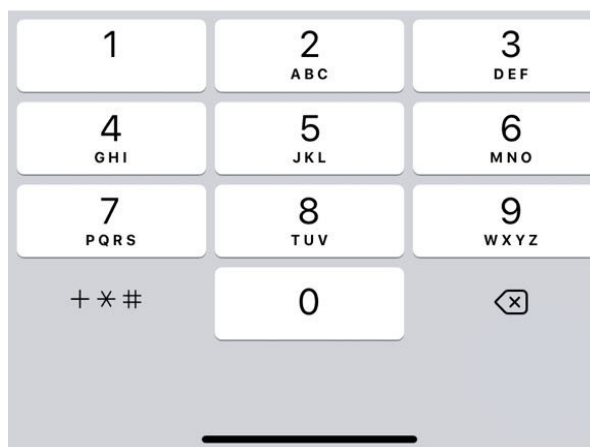 1 2 3
ABC DEF
4 5 6
GHI JKL MNO
7 8 9
PQRS TUV WXYZ
+*# 0